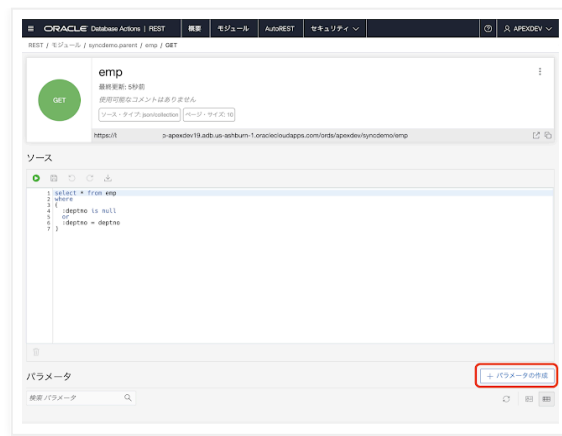 ≡ ORACLE Database Actions | REST 概要 モジュール AutoREST セキュリティ APEXDEV
REST / モジュール / syncdemo.parent / emp / GET
GET
emp
最終更新: 5秒前
使用可能なコメントはありません
ソース・タイプ: json/collection ページ・サイズ: 10
https://t p-apexdev19.adb.us-ashburn-1.oraclecloudapps.com/ords/apexdev/syncdemo/emp
ソース
1 select * from emp
2 where
3 (
4 :deptno is null
5 or
6 :deptno = deptno
7 )
パラメータ
+ パラメータの作成
検索 パラメータ